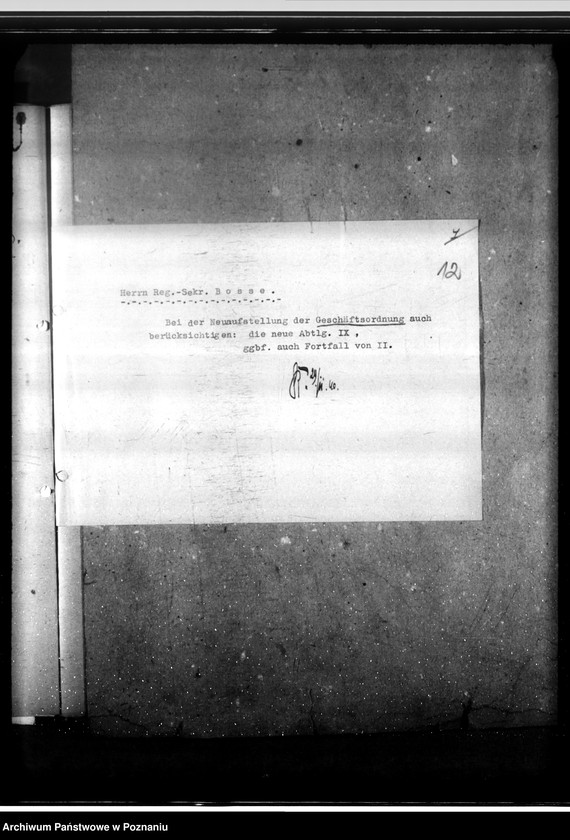 7
12
Herrn Reg.-Sekr. B o s s e .
Bei der Neuaufstellung der Geschäftsordnung auch
berücksichtigen: die neue Abtlg. IX ,
ggbf. auch Fortfall von II.
Archiwum Państwowe w Poznaniu